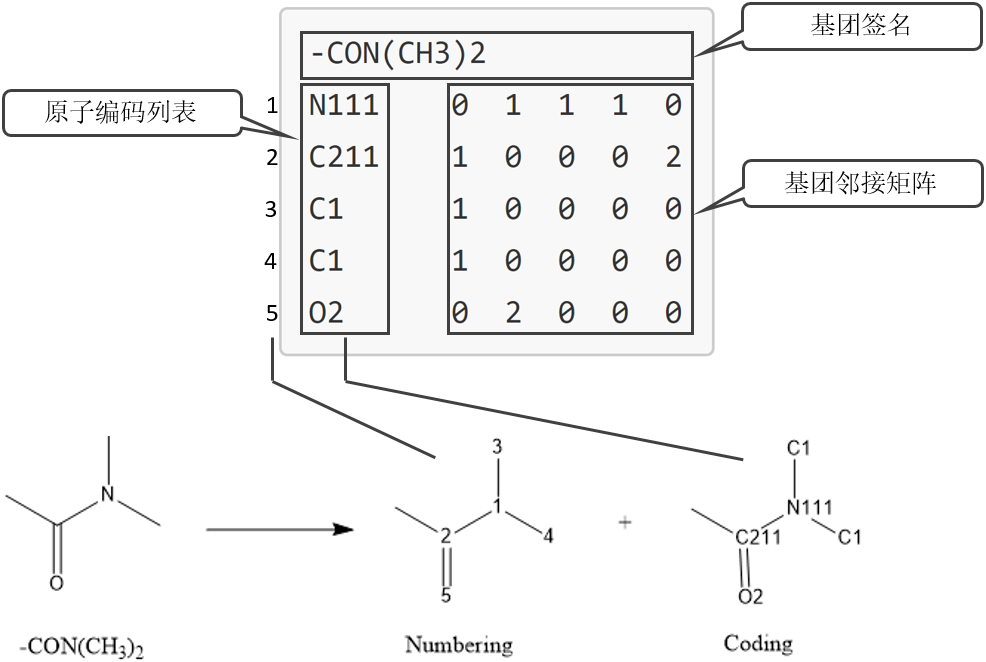 基团签名
-CON(CH3)2
原子编码列表
1 N111 0 1 1 1 0
2 C211 1 0 0 0 2
基团邻接矩阵
3 C1 1 0 0 0 0
4 C1 1 0 0 0 0
5 O2 0 2 0 0 0
N
O
3
1
2
4
5
+
C1
N111
C211
C1
O2
-CON(CH₃)₂
Numbering
Coding